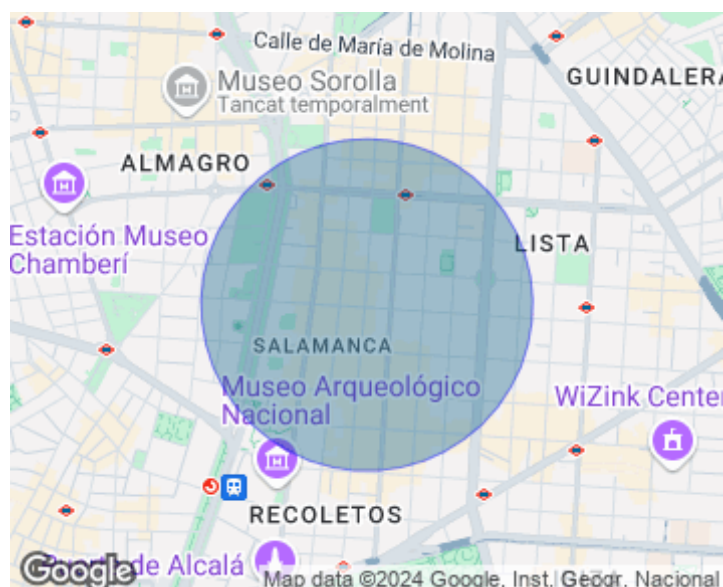 Calle de María de Molina
GUINDALERA
Museo Sorolla
Tancat temporalment
ALMAGRO
Estación Museo
Chamberí
LISTA
SALAMANCA
Museo Arqueológico
Nacional
WiZink Center
RECOLETOS
de Alcalá
Google
Map data ©2024 Google, Inst. Geogr. Nacional